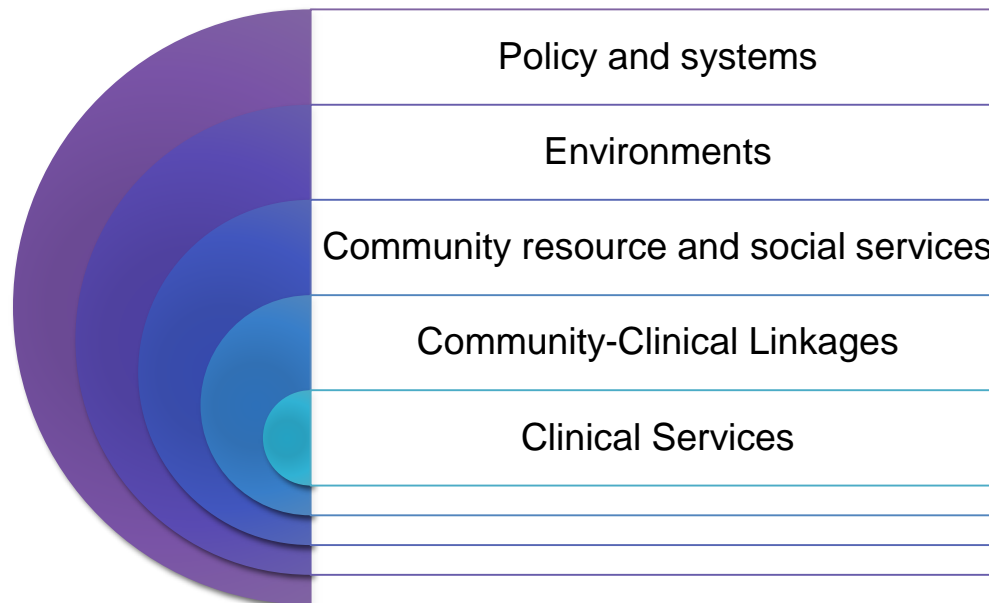 Policy and systems
Environments
Community resource and social services
Community-Clinical Linkages
Clinical Services